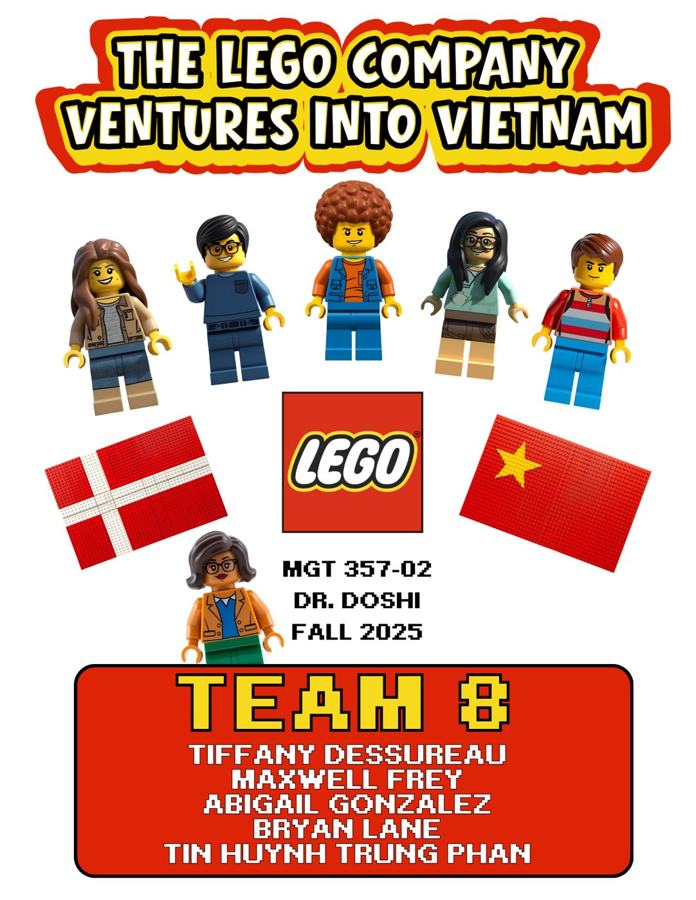 THE LEGO COMPANY
VENTURES INTO VIETNAM
LEGO®
MGT 357-02
DR. DOSHI
FALL 2025
TEAM 8
TIFFANY DESSUREAU
MAXWELL FREY
ABIGAIL GONZALEZ
BRYAN LANE
TIN HUYNH TRUNG PHAN